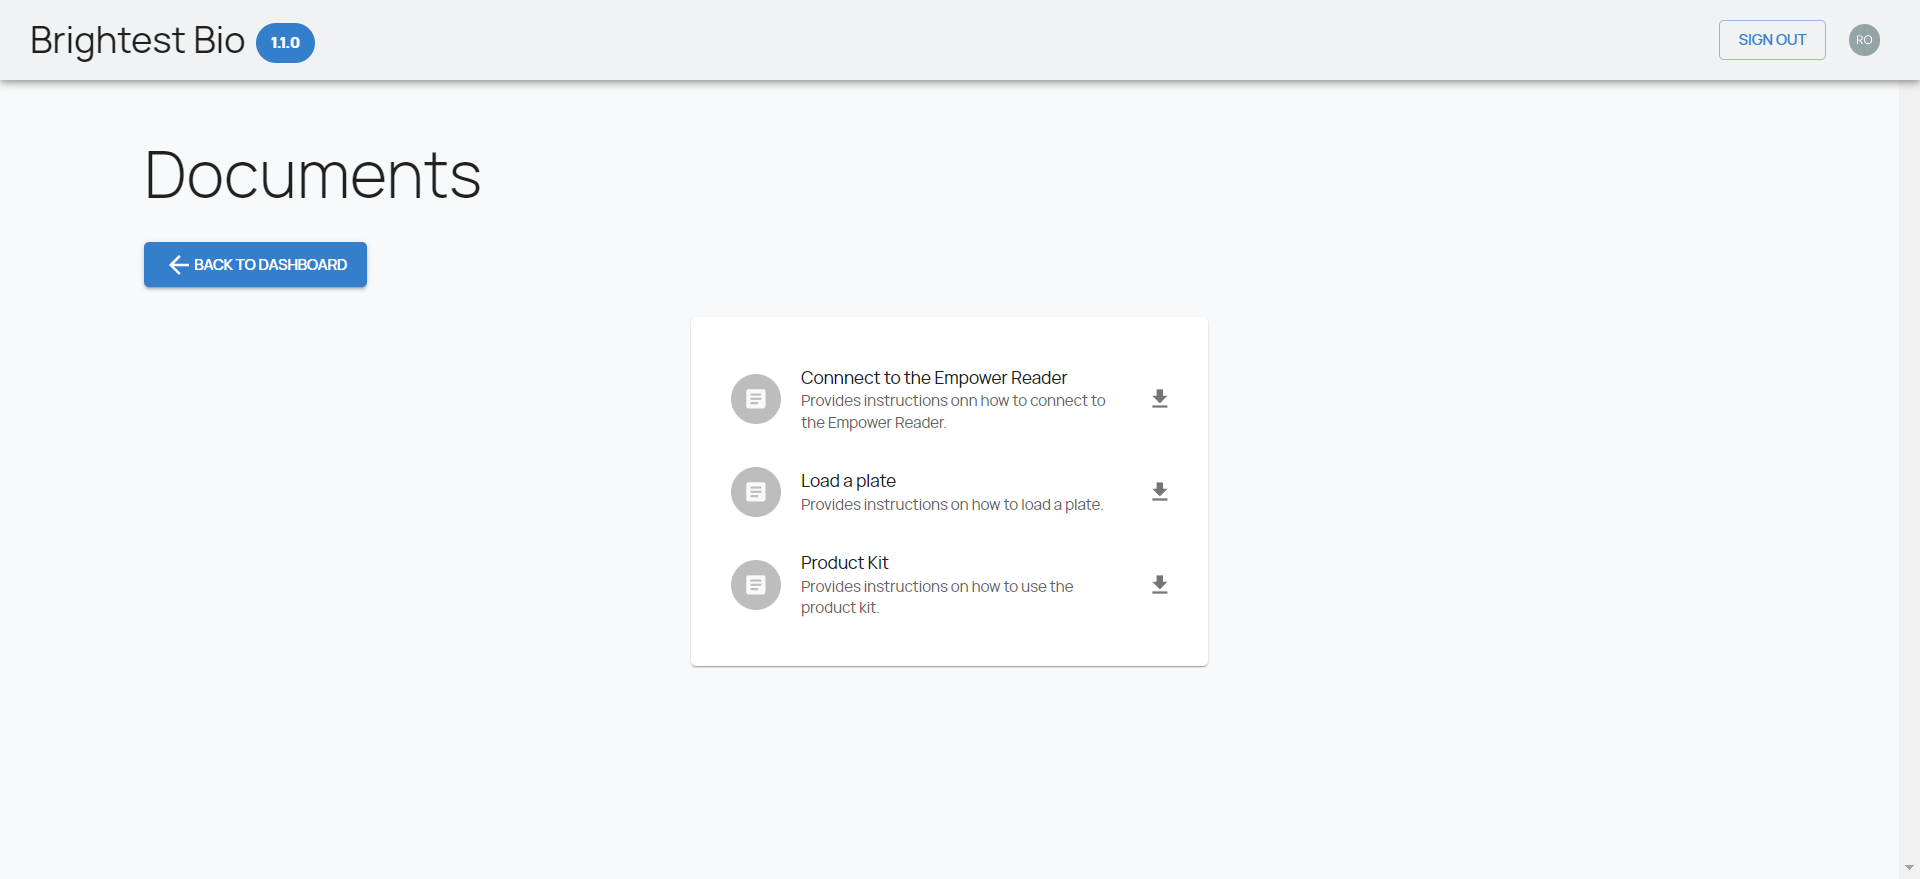 Brightest Bio 1.1.0
SIGN OUT
RO
Documents
BACK TO DASHBOARD
Connnect to the Empower Reader
Provides instructions onn how to connect to
the Empower Reader.
Load a plate
Provides instructions on how to load a plate.
Product Kit
Provides instructions on how to use the
product kit.